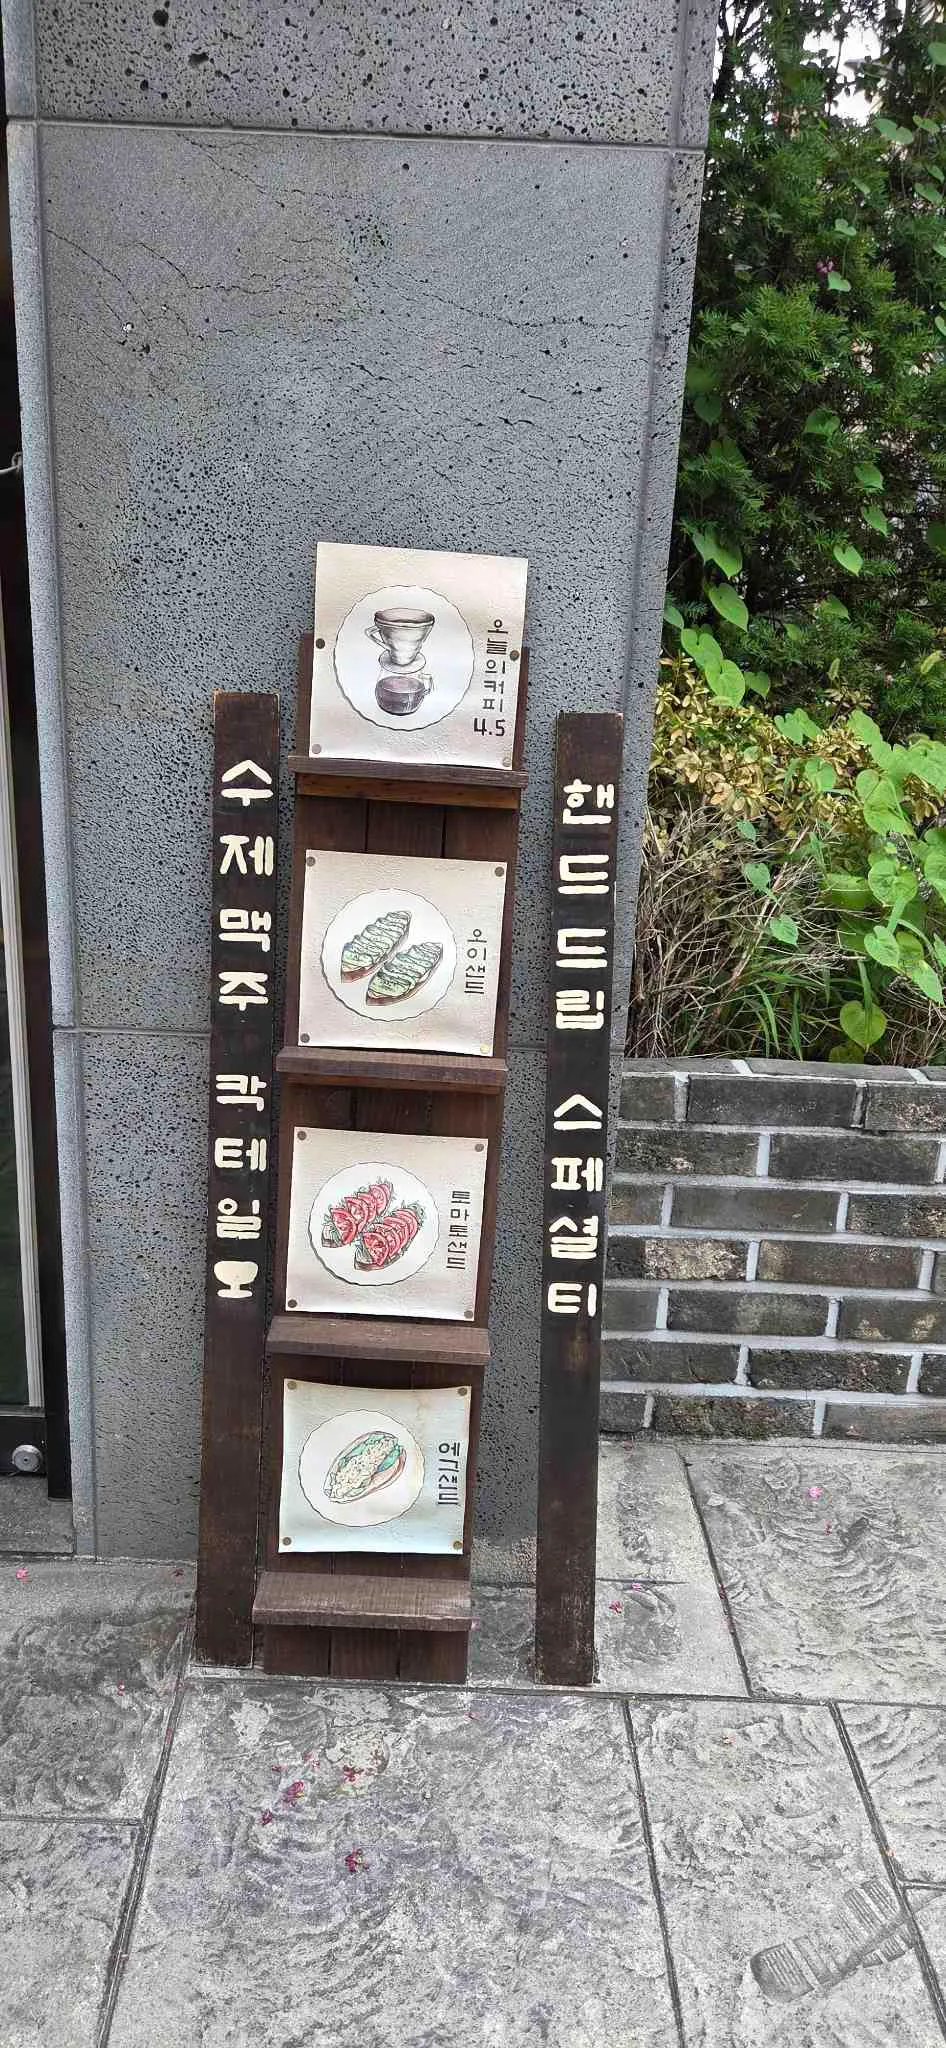 수제맥주 칵테일
오늘의커피
4.5
오이샌드
토마토샌드
에그샌드
핸드드립 스페셜티